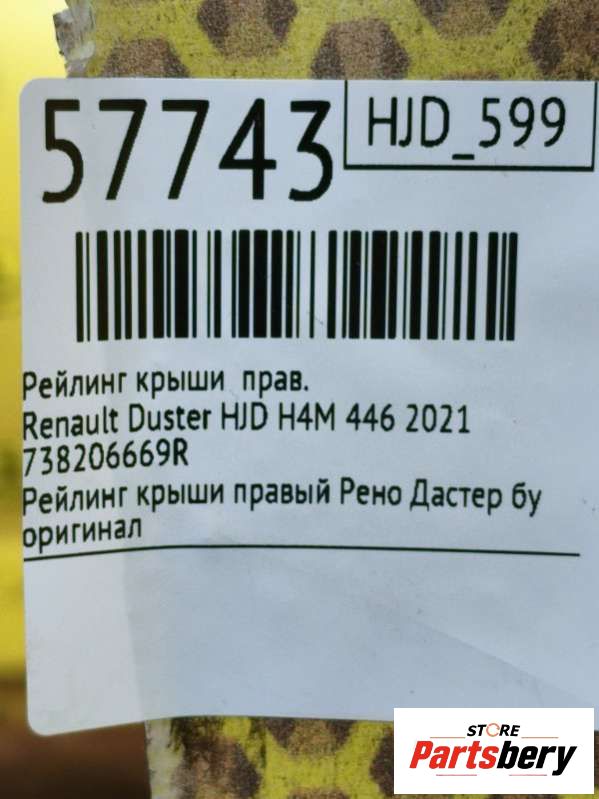 57743
HJD_599
Рейлинг крыши прав.
Renault Duster HJD H4M 446 2021
738206669R
Рейлинг крыши правый Рено Дастер бу
оригинал
STORE
Partsbery